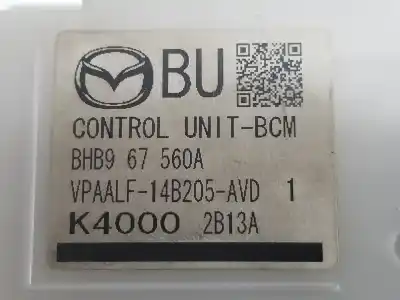 BU
CONTROL UNIT-BCM
BHB9 67 560A
VPAALF-14B205-AVD 1
K4000 2B13A